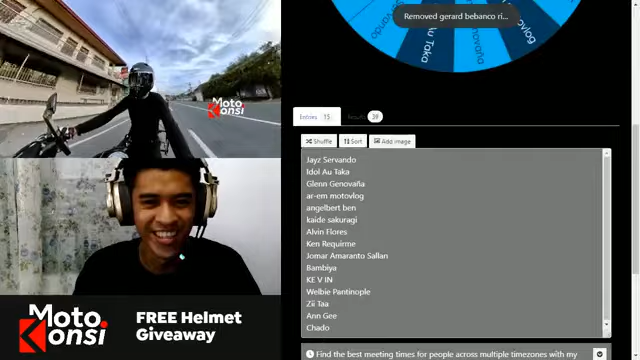 Moto
Konsi
Removed gerard bebanco ri...
Au Taka
Entries 15
Results 39
Shuffle
Sort
Add image
Jayz Servando
Idol Au Taka
Glenn Genovaña
ar-em motovlog
angelbert ben
kaide sakuragi
Alvin Flores
Ken Requirme
Jomar Amaranto Sallan
Bambiya
KE V IN
Welbie Pantinople
Zii Taa
Ann Gee
Chado
Moto
Konsi
FREE Helmet
Giveaway
Find the best meeting times for people across multiple timezones with my